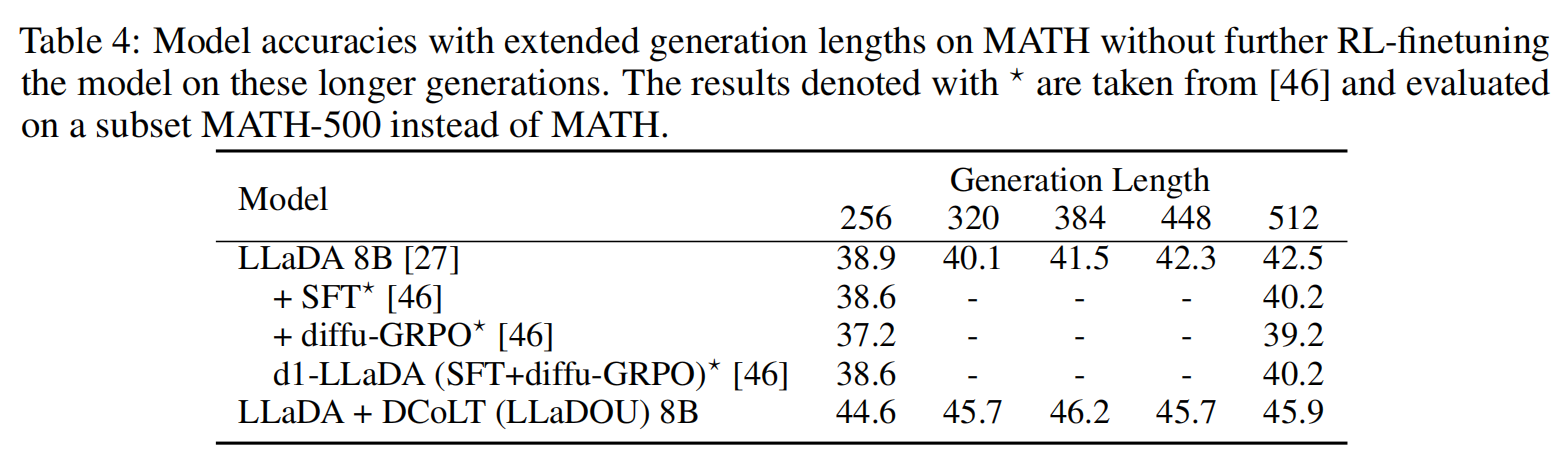 Table 4: Model accuracies with extended generation lengths on MATH without further RL-finetuning
the model on these longer generations. The results denoted with ⋆ are taken from [46] and evaluated
on a subset MATH-500 instead of MATH.
Model Generation Length
256 320 384 448 512
LLaDA 8B [27] 38.9 40.1 41.5 42.3 42.5
+ SFT⋆ [46] 38.6 - - - 40.2
+ diffu-GRPO⋆ [46] 37.2 - - - 39.2
d1-LLaDA (SFT+diffu-GRPO)⋆ [46] 38.6 - - - 40.2
LLaDA + DCoLT (LLaDOU) 8B 44.6 45.7 46.2 45.7 45.9